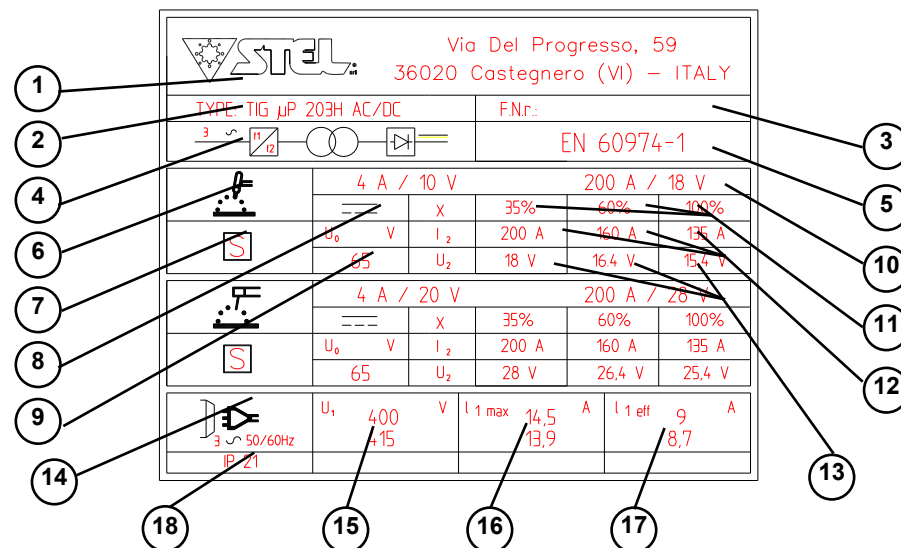 STEL srl
Via Del Progresso, 59
36020 Castegnero (VI) – ITALY
TYPE: TIG µP 203H AC/DC
F.N.r.:
3 ~ f1 f2
EN 60974-1
4 A / 10 V 200 A / 18 V
X 35% 60% 100%
S
U₀ V I₂ 200 A 160 A 135 A
65 U₂ 18 V 16.4 V 15,4 V
4 A / 20 V 200 A / 28 V
X 35% 60% 100%
S
U₀ V I₂ 200 A 160 A 135 A
65 U₂ 28 V 26,4 V 25,4 V
U₁ 400 V I 1 max 14,5 A I 1 eff 9 A
415 13,9 8,7
3 ~ 50/60Hz
IP 21
1
2
4
6
7
8
9
14
18
15
16
17
3
5
10
11
12
13